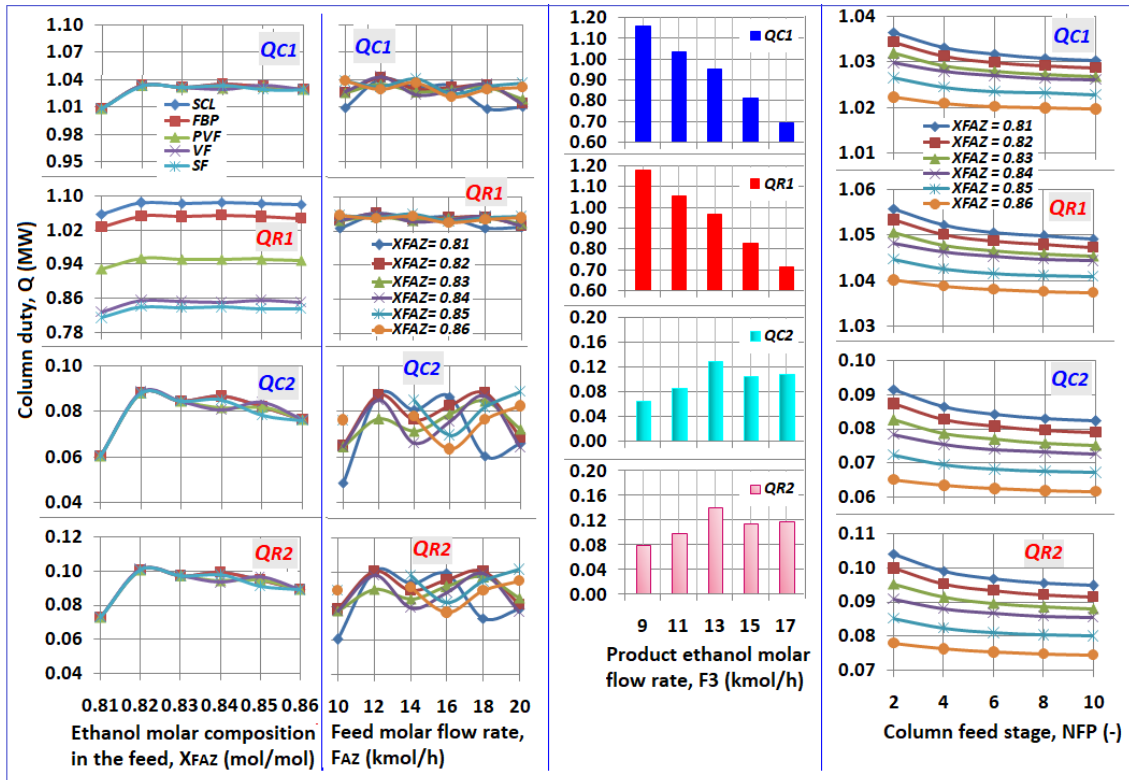 Column duty, Q (MW)
1.10
1.07
1.04
1.01
0.98
0.95
QC1
SCL
FBP
PVF
VF
SF
1.10
1.02
0.94
0.86
0.78
QR1
0.10
0.08
0.06
0.04
QC2
0.12
0.10
0.08
0.06
0.04
QR2
0.81 0.82 0.83 0.84 0.85 0.86
Ethanol molar composition
in the feed, XFAZ (mol/mol)
QC1
QR1
XFAZ= 0.81
XFAZ= 0.82
XFAZ= 0.83
XFAZ= 0.84
XFAZ= 0.85
XFAZ= 0.86
QC2
QR2
10 12 14 16 18 20
Feed molar flow rate,
FAZ (kmol/h)
1.20
1.00
0.90
0.80
0.70
0.60
QC1
1.20
1.00
0.90
0.80
0.70
0.60
QR1
0.20
0.16
0.12
0.08
0.04
0.00
QC2
0.20
0.16
0.12
0.08
0.04
0.00
QR2
9 11 13 15 17
Product ethanol molar
flow rate, F3 (kmol/h)
1.04
1.03
1.02
1.01
QC1
XFAZ= 0.81
XFAZ= 0.82
XFAZ= 0.83
XFAZ= 0.84
XFAZ= 0.85
XFAZ= 0.86
1.06
1.05
1.04
1.03
QR1
0.10
0.09
0.08
0.07
0.06
QC2
0.11
0.10
0.09
0.08
0.07
QR2
2 4 6 8 10
Column feed stage, NFP (-)